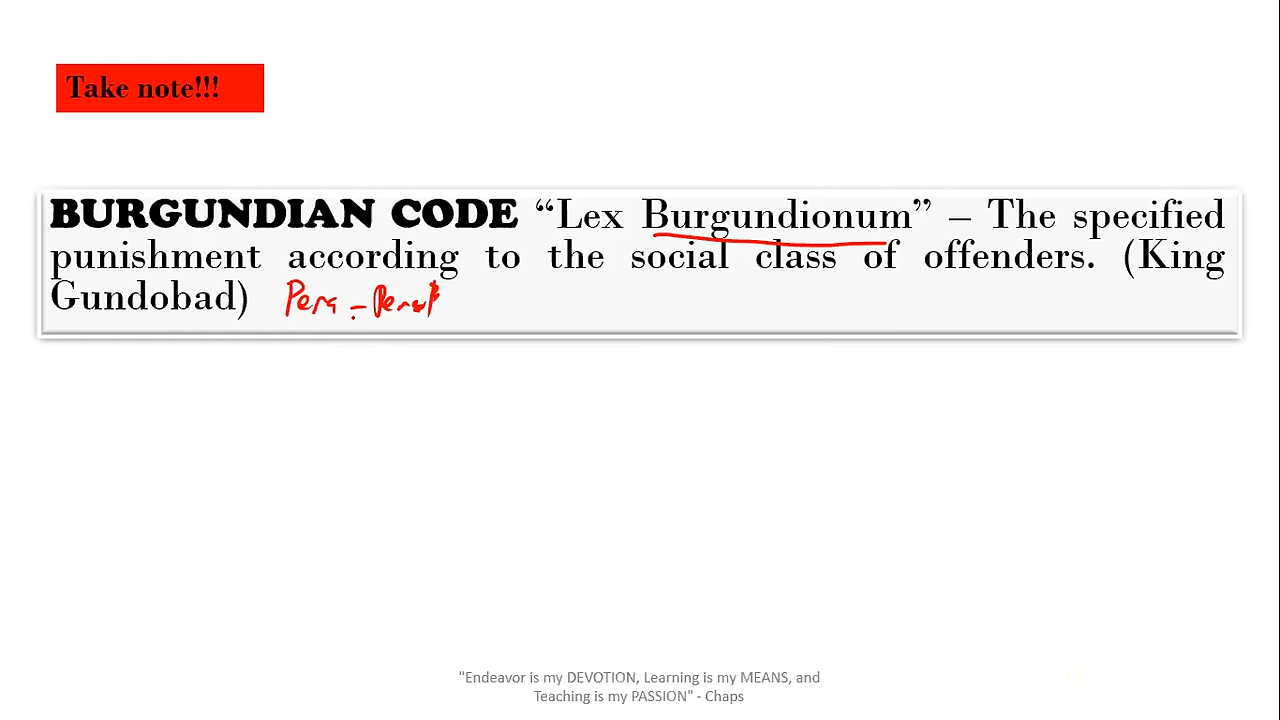 Take note!!!
BURGUNDIAN CODE “Lex Burgundionum” – The specified
punishment according to the social class of offenders. (King
Gundobad)
"Endeavor is my DEVOTION, Learning is my MEANS, and
Teaching is my PASSION" - Chaps